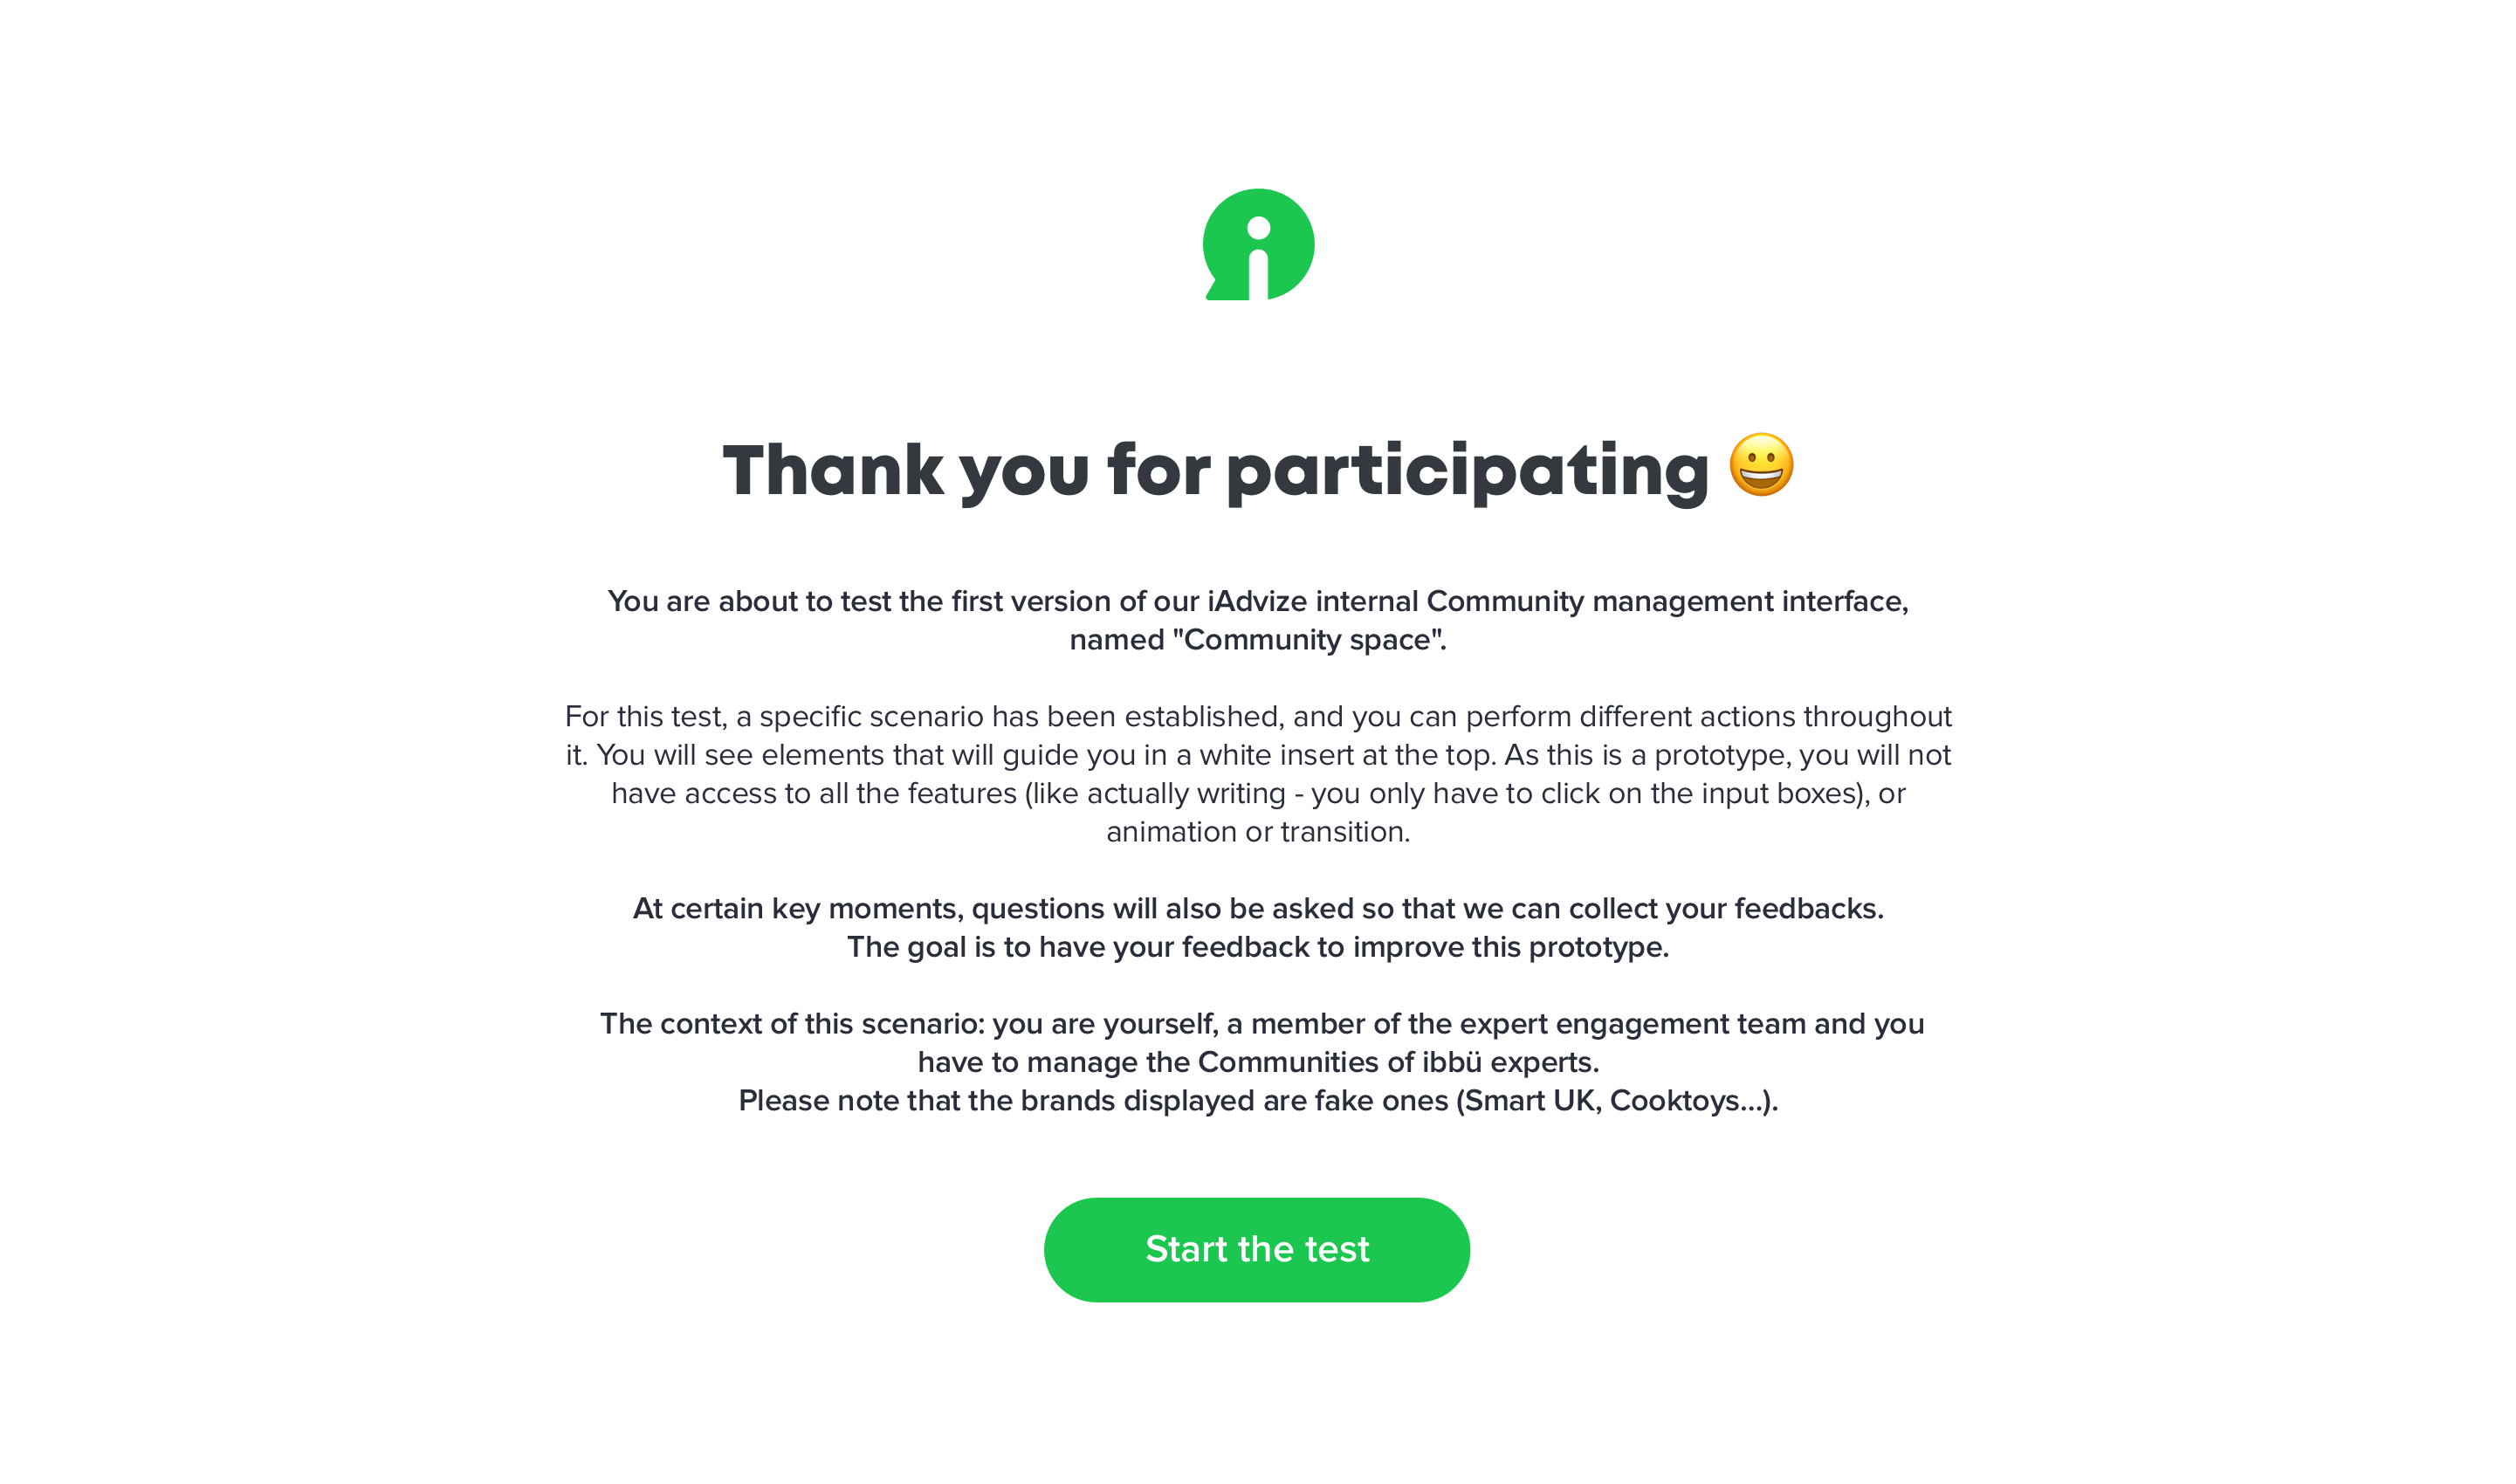 Thank you for participating 😀
You are about to test the first version of our iAdvize internal Community management interface,
named "Community space".
For this test, a specific scenario has been established, and you can perform different actions throughout
it. You will see elements that will guide you in a white insert at the top. As this is a prototype, you will not
have access to all the features (like actually writing - you only have to click on the input boxes), or
animation or transition.
At certain key moments, questions will also be asked so that we can collect your feedbacks.
The goal is to have your feedback to improve this prototype.
The context of this scenario: you are yourself, a member of the expert engagement team and you
have to manage the Communities of ibbü experts.
Please note that the brands displayed are fake ones (Smart UK, Cooktoys...).
Start the test